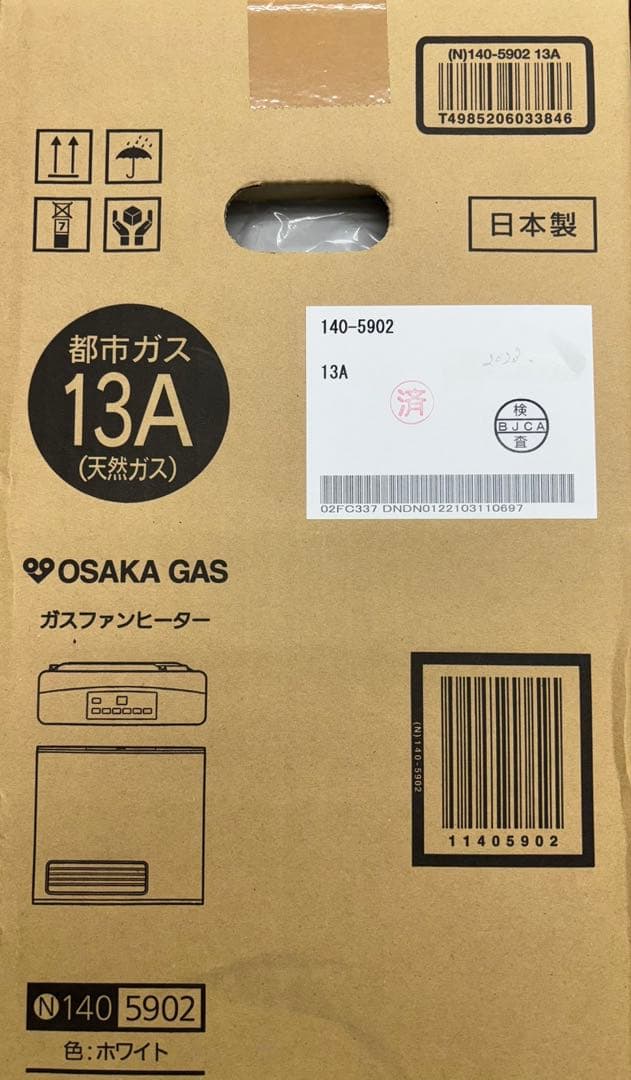 (N)140-5902 13A
T4985206033846
7
日本製
都市ガス
13A
(天然ガス)
140-5902
13A
済
検
BJCA
査
02FC337 DNDN0122103110697
OSAKA GAS
ガスファンヒーター
(N)140-5902
11405902
N 140 5902
色:ホワイト